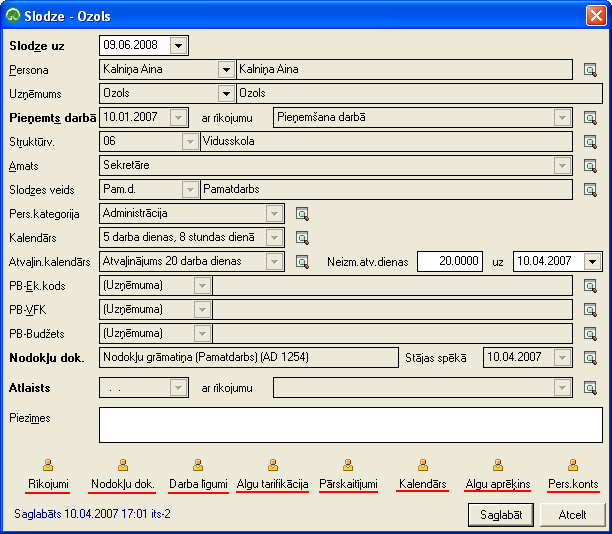 Slodze - Ozols
Slodze uz 09.06.2008
Persona Kalniņa Aina Kalniņa Aina
Uzņēmums Ozols Ozols
Pieņemts darbā 10.01.2007 ar rīkojumu Pieņemšana darbā
Struktūrv. 06 Vidusskola
Amats Sekretāre
Slodzes veids Pam.d. Pamatdarbs
Pers.kategorija Administrācija
Kalendārs 5 darba dienas, 8 stundas dienā
Atvaļin.kalendārs Atvaļinājums 20 darba dienas Neizm.atv.dienas 20.0000 uz 10.04.2007
PB-Ek.kods (Uzņēmuma)
PB-VFK (Uzņēmuma)
PB-Budžets (Uzņēmuma)
Nodokļu dok. Nodokļu grāmatiņa (Pamatdarbs) (AD 1254) Stājas spēkā 10.04.2007
Atlaists . . ar rīkojumu
Piezīmes
Rīkojumi Nodokļu dok. Darba līgumi Algu tarifikācija Pārskaitījumi Kalendārs Algu aprēķins Pers.konts
Saglabāts 10.04.2007 17:01 its-2 Saglabāt Atcelt